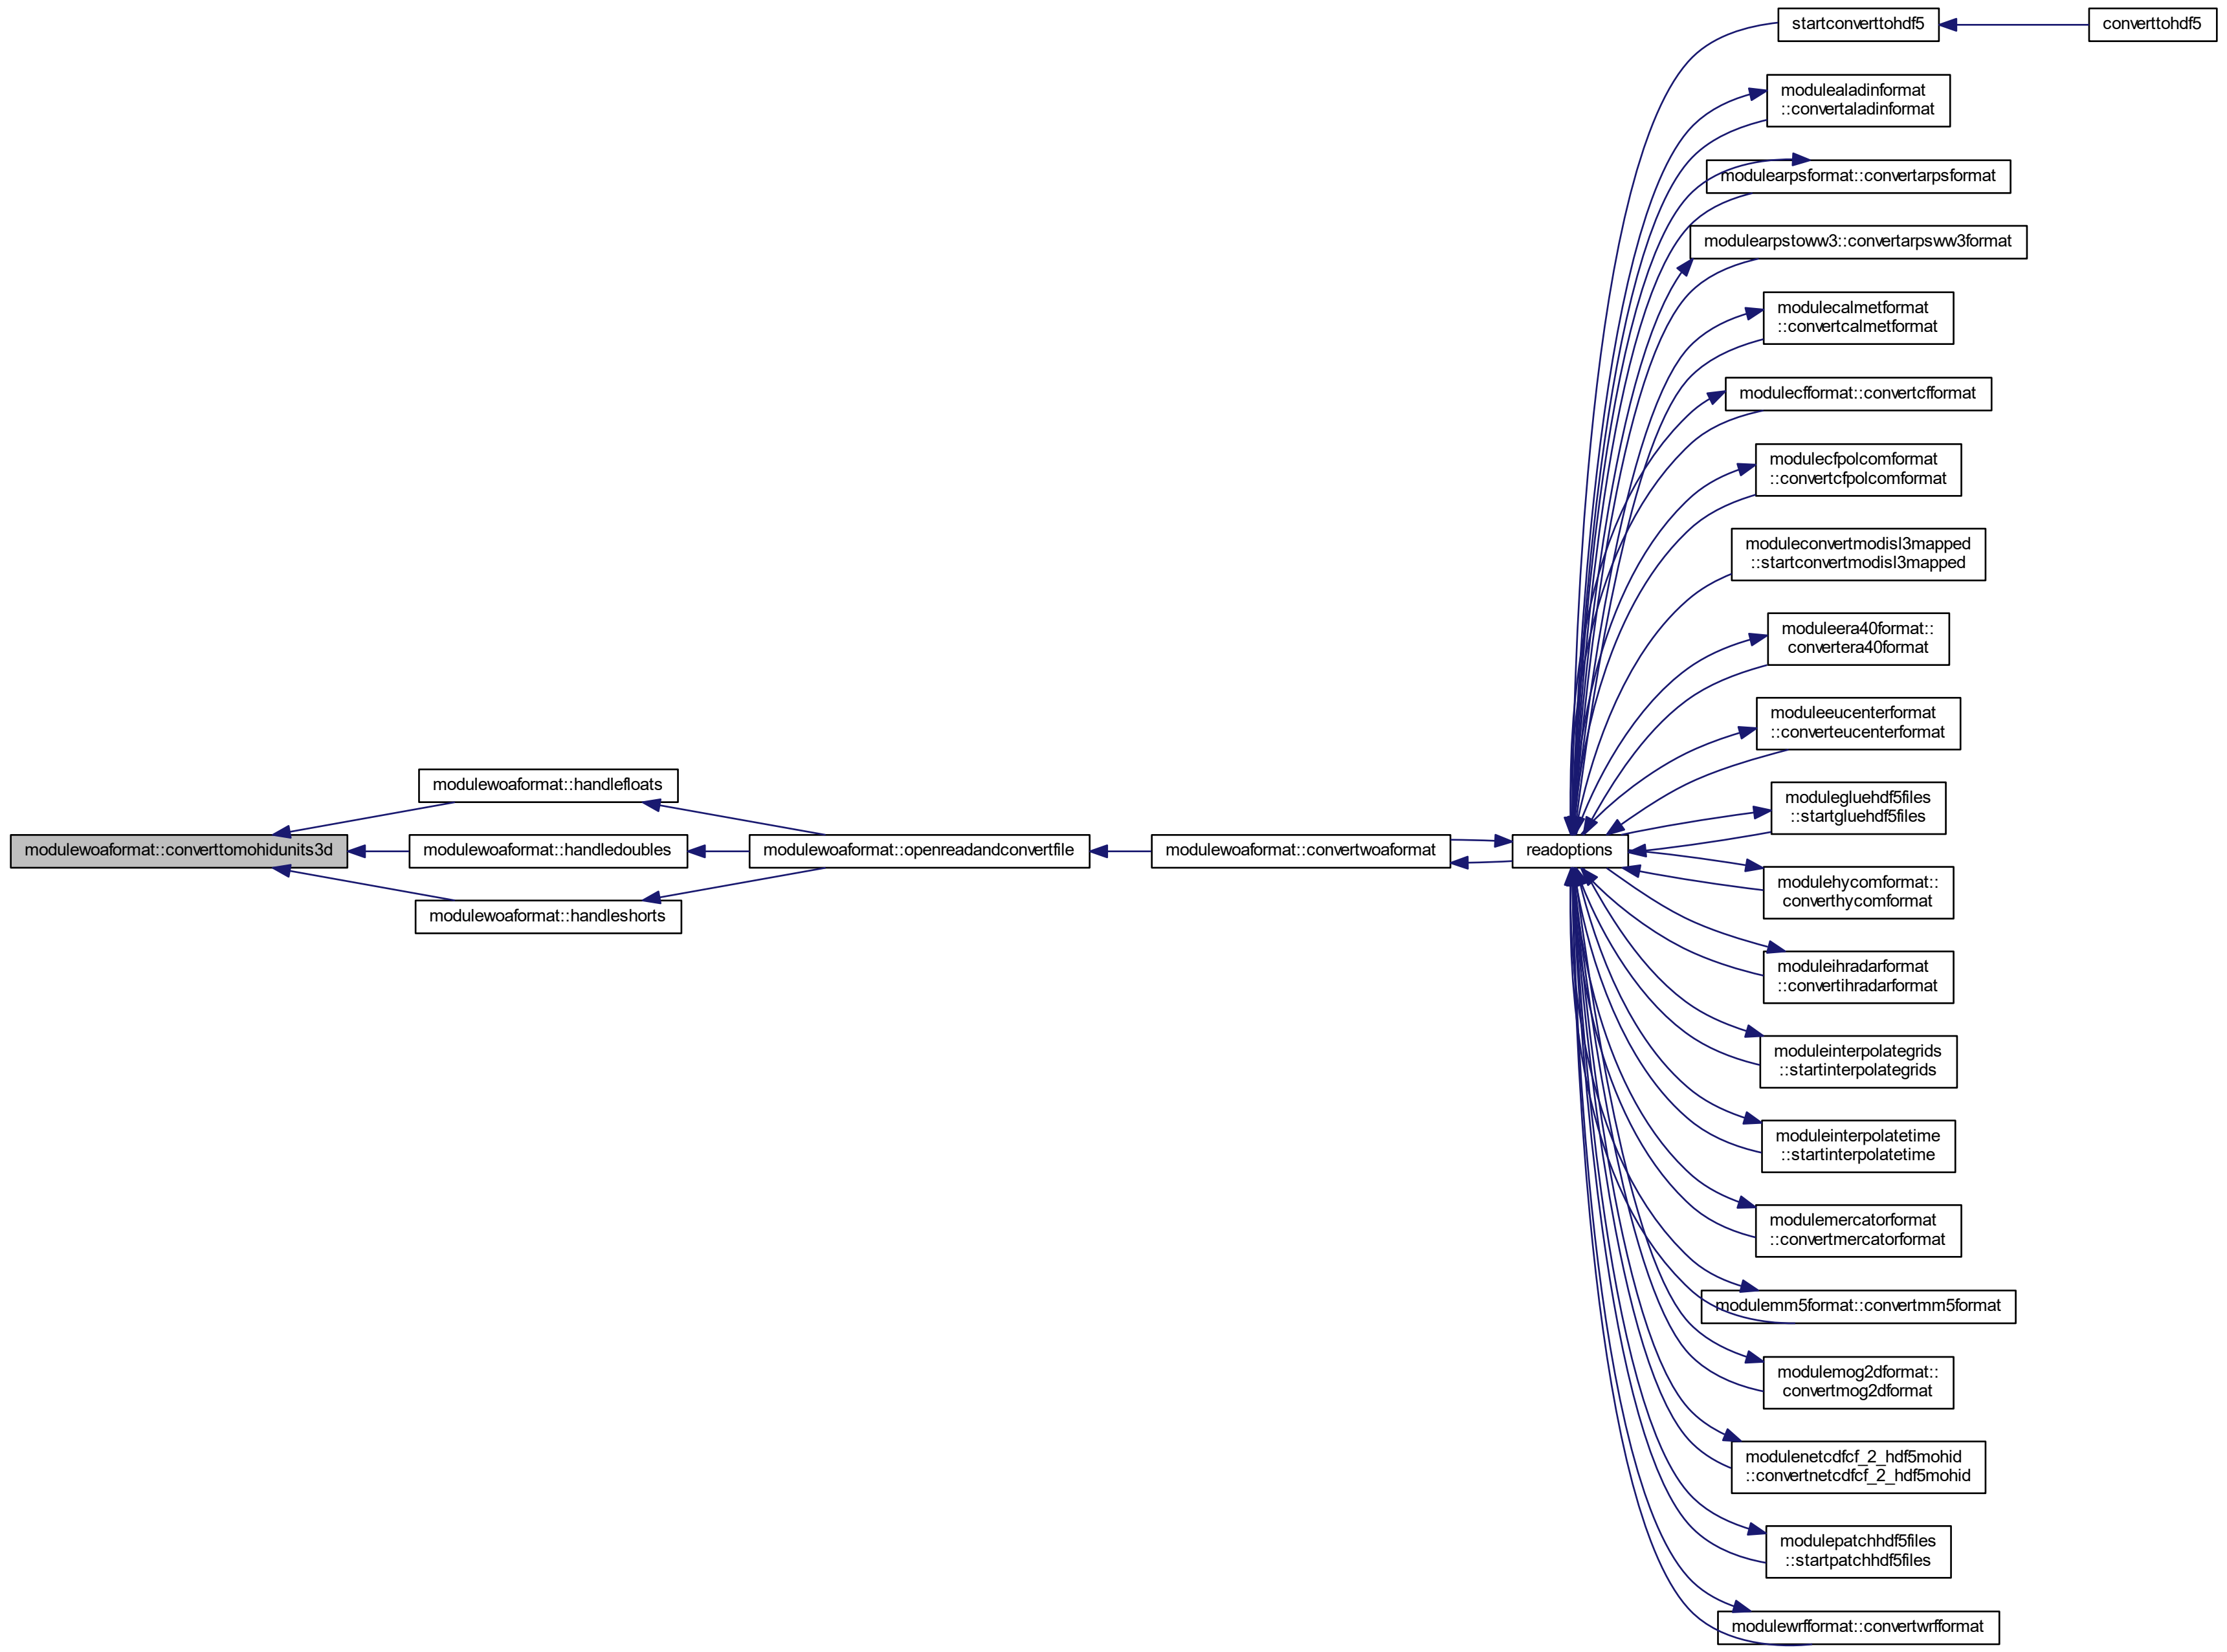 startconverttohdf5
converttohdf5
modulealadinformat
::convertaladinformat
modulearpsformat::convertarpsformat
modulearpstoww3::convertarpsww3format
modulecalmetformat
::convertcalmetformat
modulecfformat::convertcfformat
modulecfpolcomformat
::convertcfpolcomformat
moduleconvertmodisl3mapped
::startconvertmodisl3mapped
moduleera40format::
convertera40format
moduleeucenterformat
::converteucenterformat
modulewoaformat::handlefloats
modulegluehdf5files
::startgluehdf5files
modulewoaformat::converttomohidunits3d
modulewoaformat::handledoubles
modulewoaformat::openreadandconvertfile
modulewoaformat::convertwoaformat
readoptions
modulehycomformat::
converthycomformat
modulewoaformat::handleshorts
moduleihradarformat
::convertihradarformat
moduleinterpolategrids
::startinterpolategrids
moduleinterpolatetime
::startinterpolatetime
modulemercatorformat
::convertmercatorformat
modulemm5format::convertmm5format
modulemog2dformat::
convertmog2dformat
modulenetcdfcf_2_hdf5mohid
::convertnetcdfcf_2_hdf5mohid
modulepatchhdf5files
::startpatchhdf5files
modulewrfformat::convertwrfformat